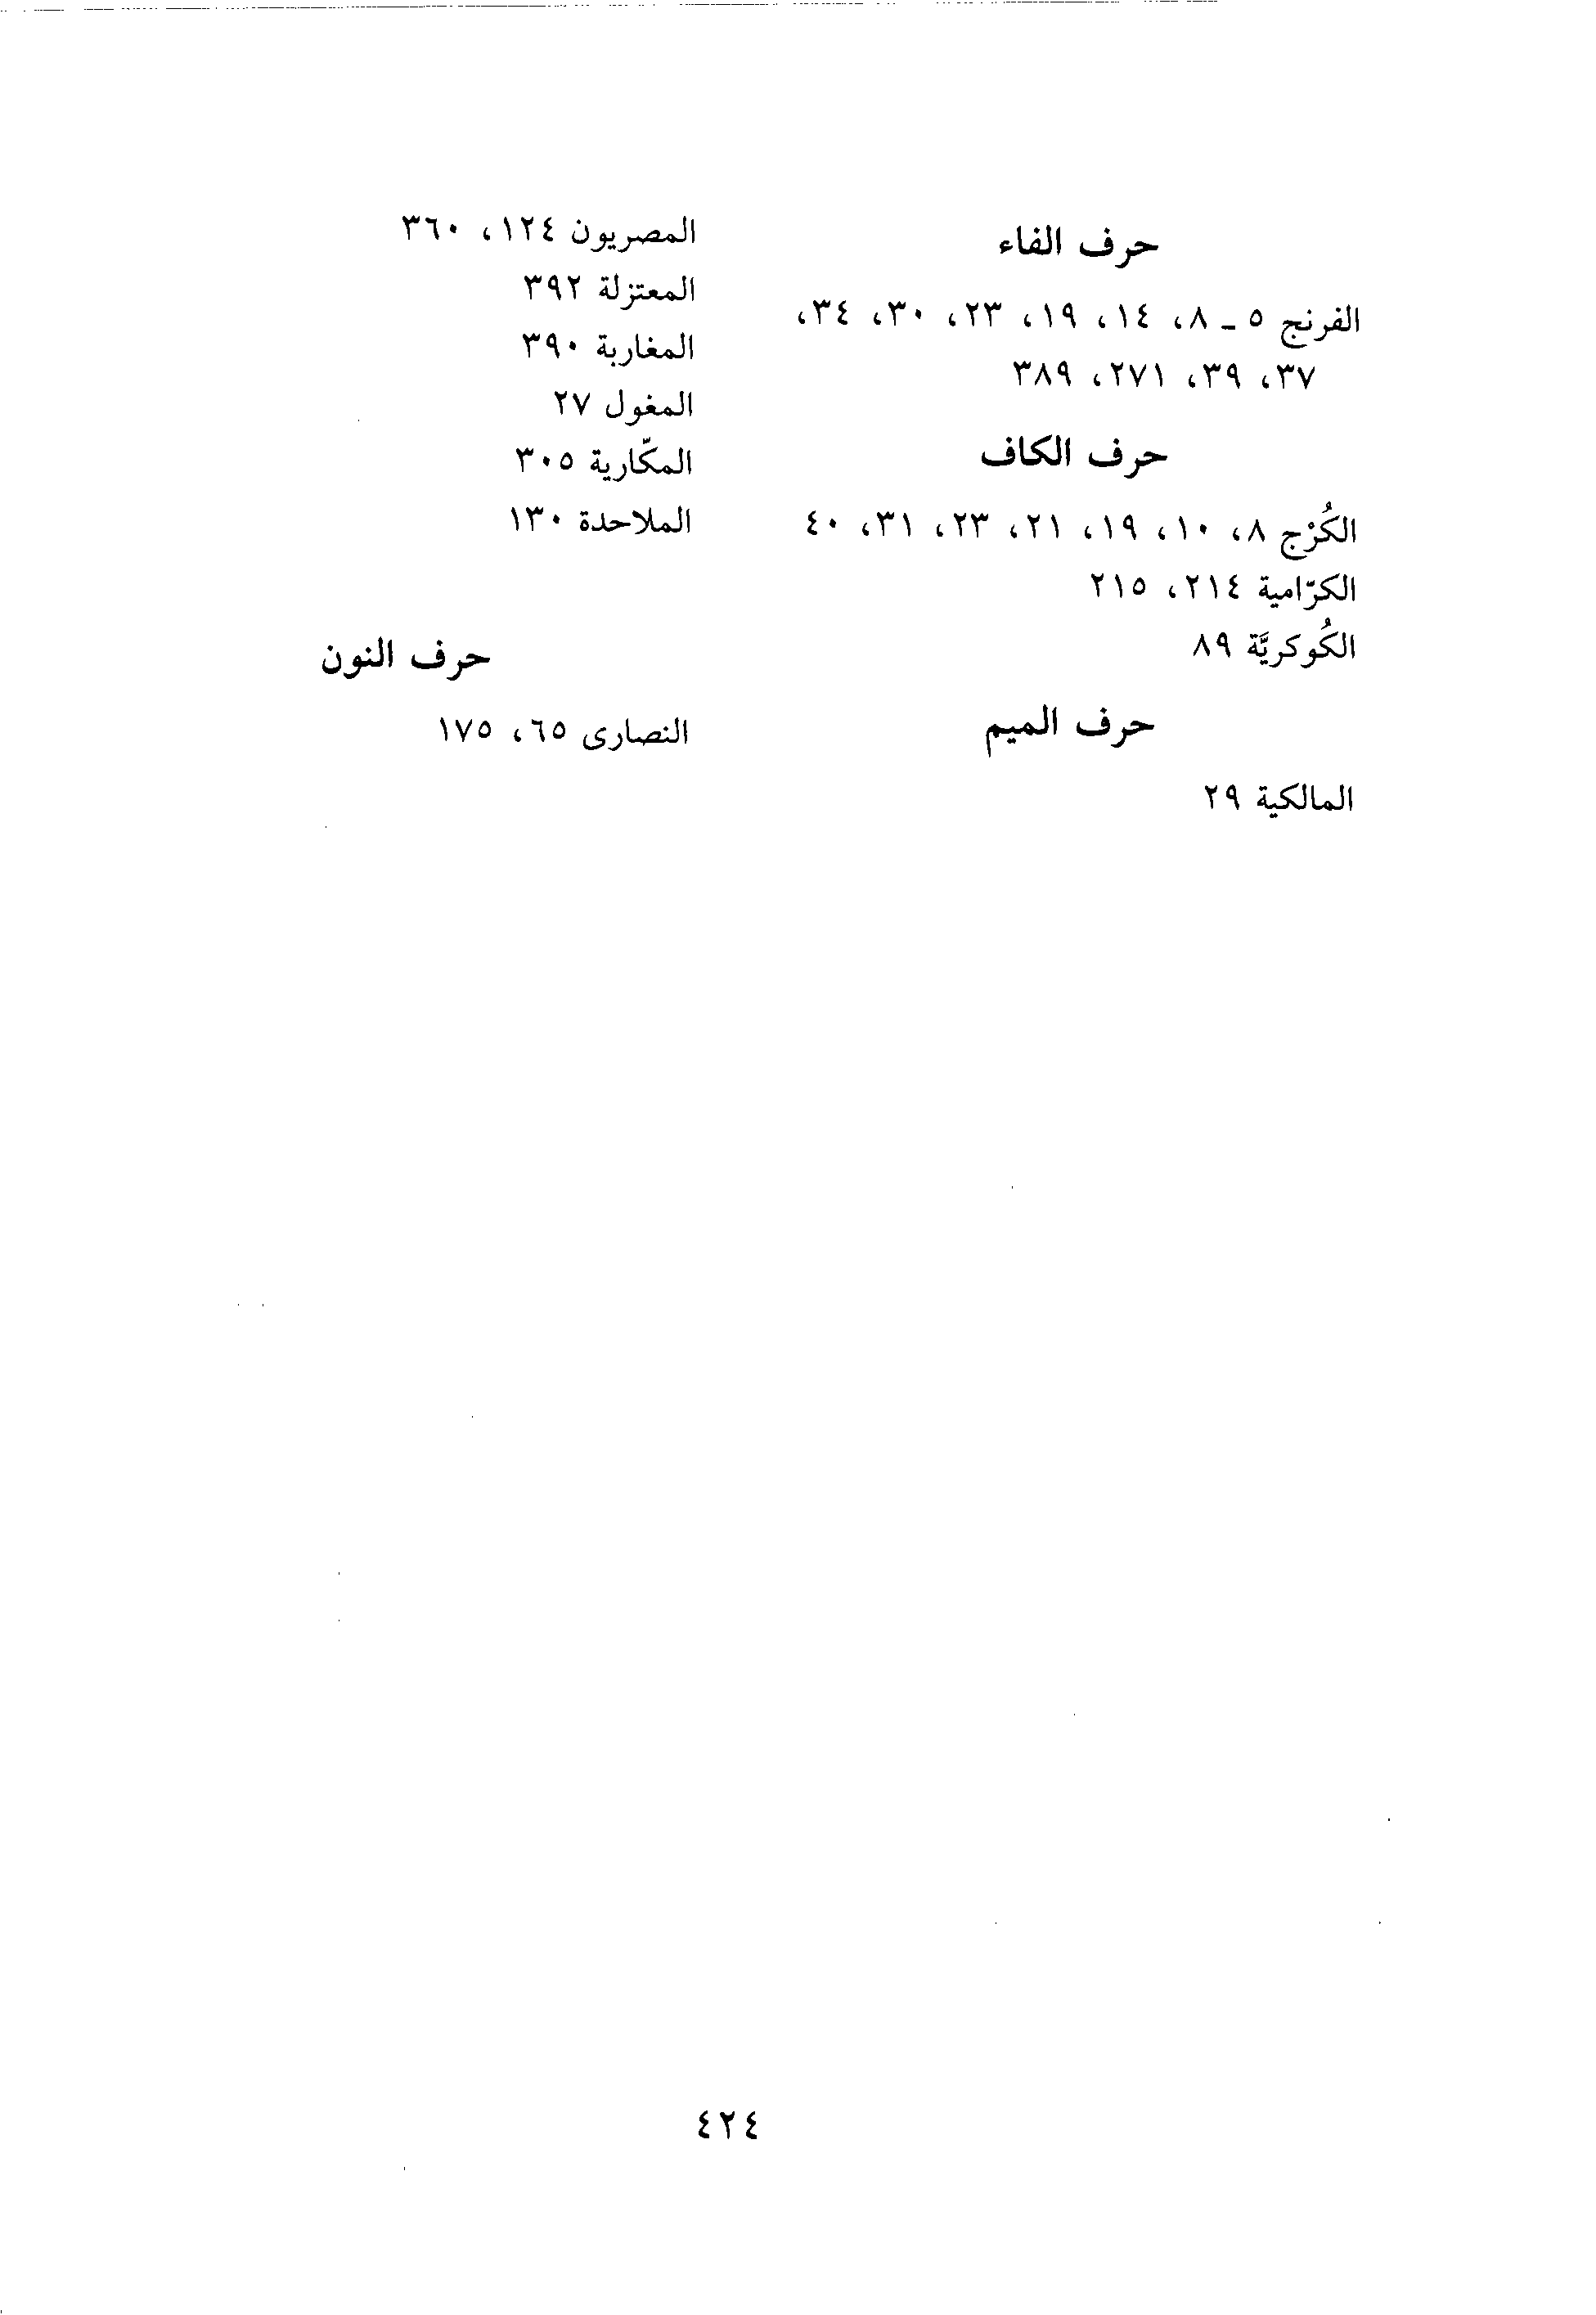 حرف الفاء
الفرنج ٥ ـ ٨، ١٤، ١٩، ٢٣، ٣٠، ٣٤،
٣٧، ٣٩، ٢٧١، ٣٨٩
حرف الكاف
الكُرْج ٨، ١٠، ١٩، ٢١، ٢٣، ٣١، ٤٠
الكرّامية ٢١٤، ٢١٥
الكُوكريَّة ٨٩
حرف الميم
المالكية ٢٩
المصريون ١٢٤، ٣٦٠
المعتزلة ٣٩٢
المغاربة ٣٩٠
المغول ٢٧
المكّارية ٣٠٥
الملاحدة ١٣٠
حرف النون
النصارى ٦٥، ١٧٥
٤٢٤